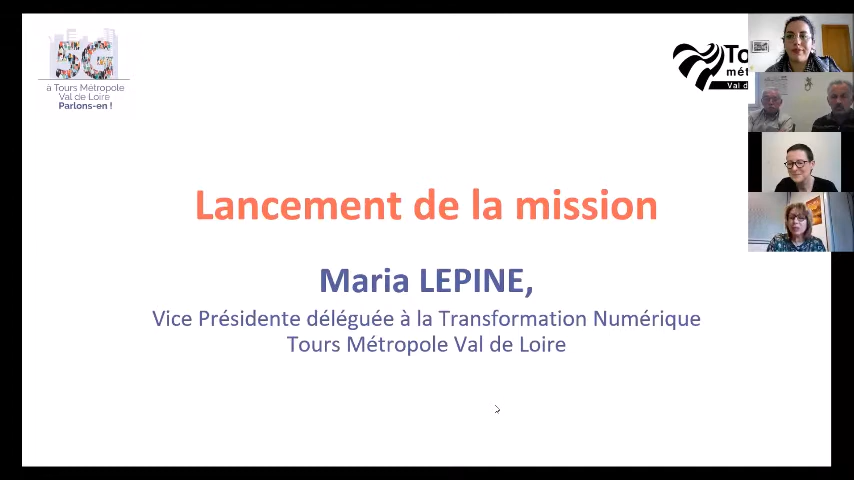 5G
à Tours Métropole
Val de Loire
Parlons-en !
Lancement de la mission
Maria LEPINE,
Vice Présidente déléguée à la Transformation Numérique
Tours Métropole Val de Loire